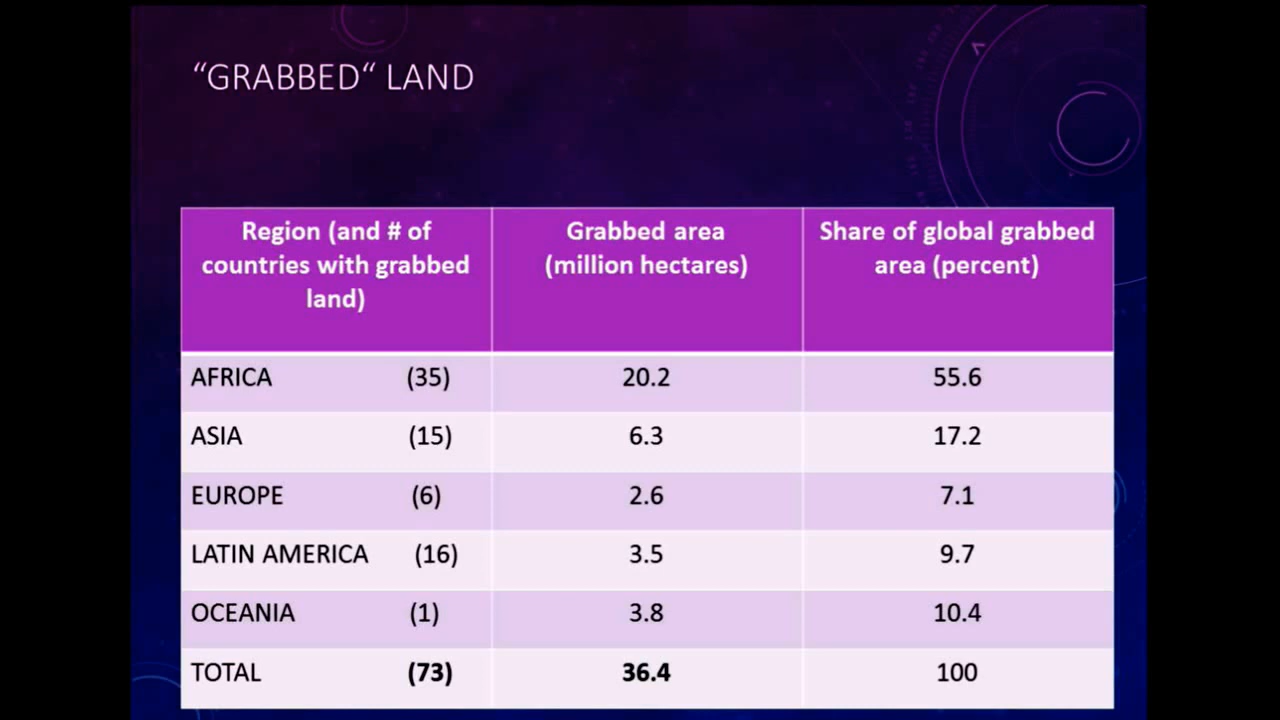 “GRABBED“ LAND
Region (and # of countries with grabbed land) Grabbed area (million hectares) Share of global grabbed area (percent)
AFRICA (35) 20.2 55.6
ASIA (15) 6.3 17.2
EUROPE (6) 2.6 7.1
LATIN AMERICA (16) 3.5 9.7
OCEANIA (1) 3.8 10.4
TOTAL (73) 36.4 100